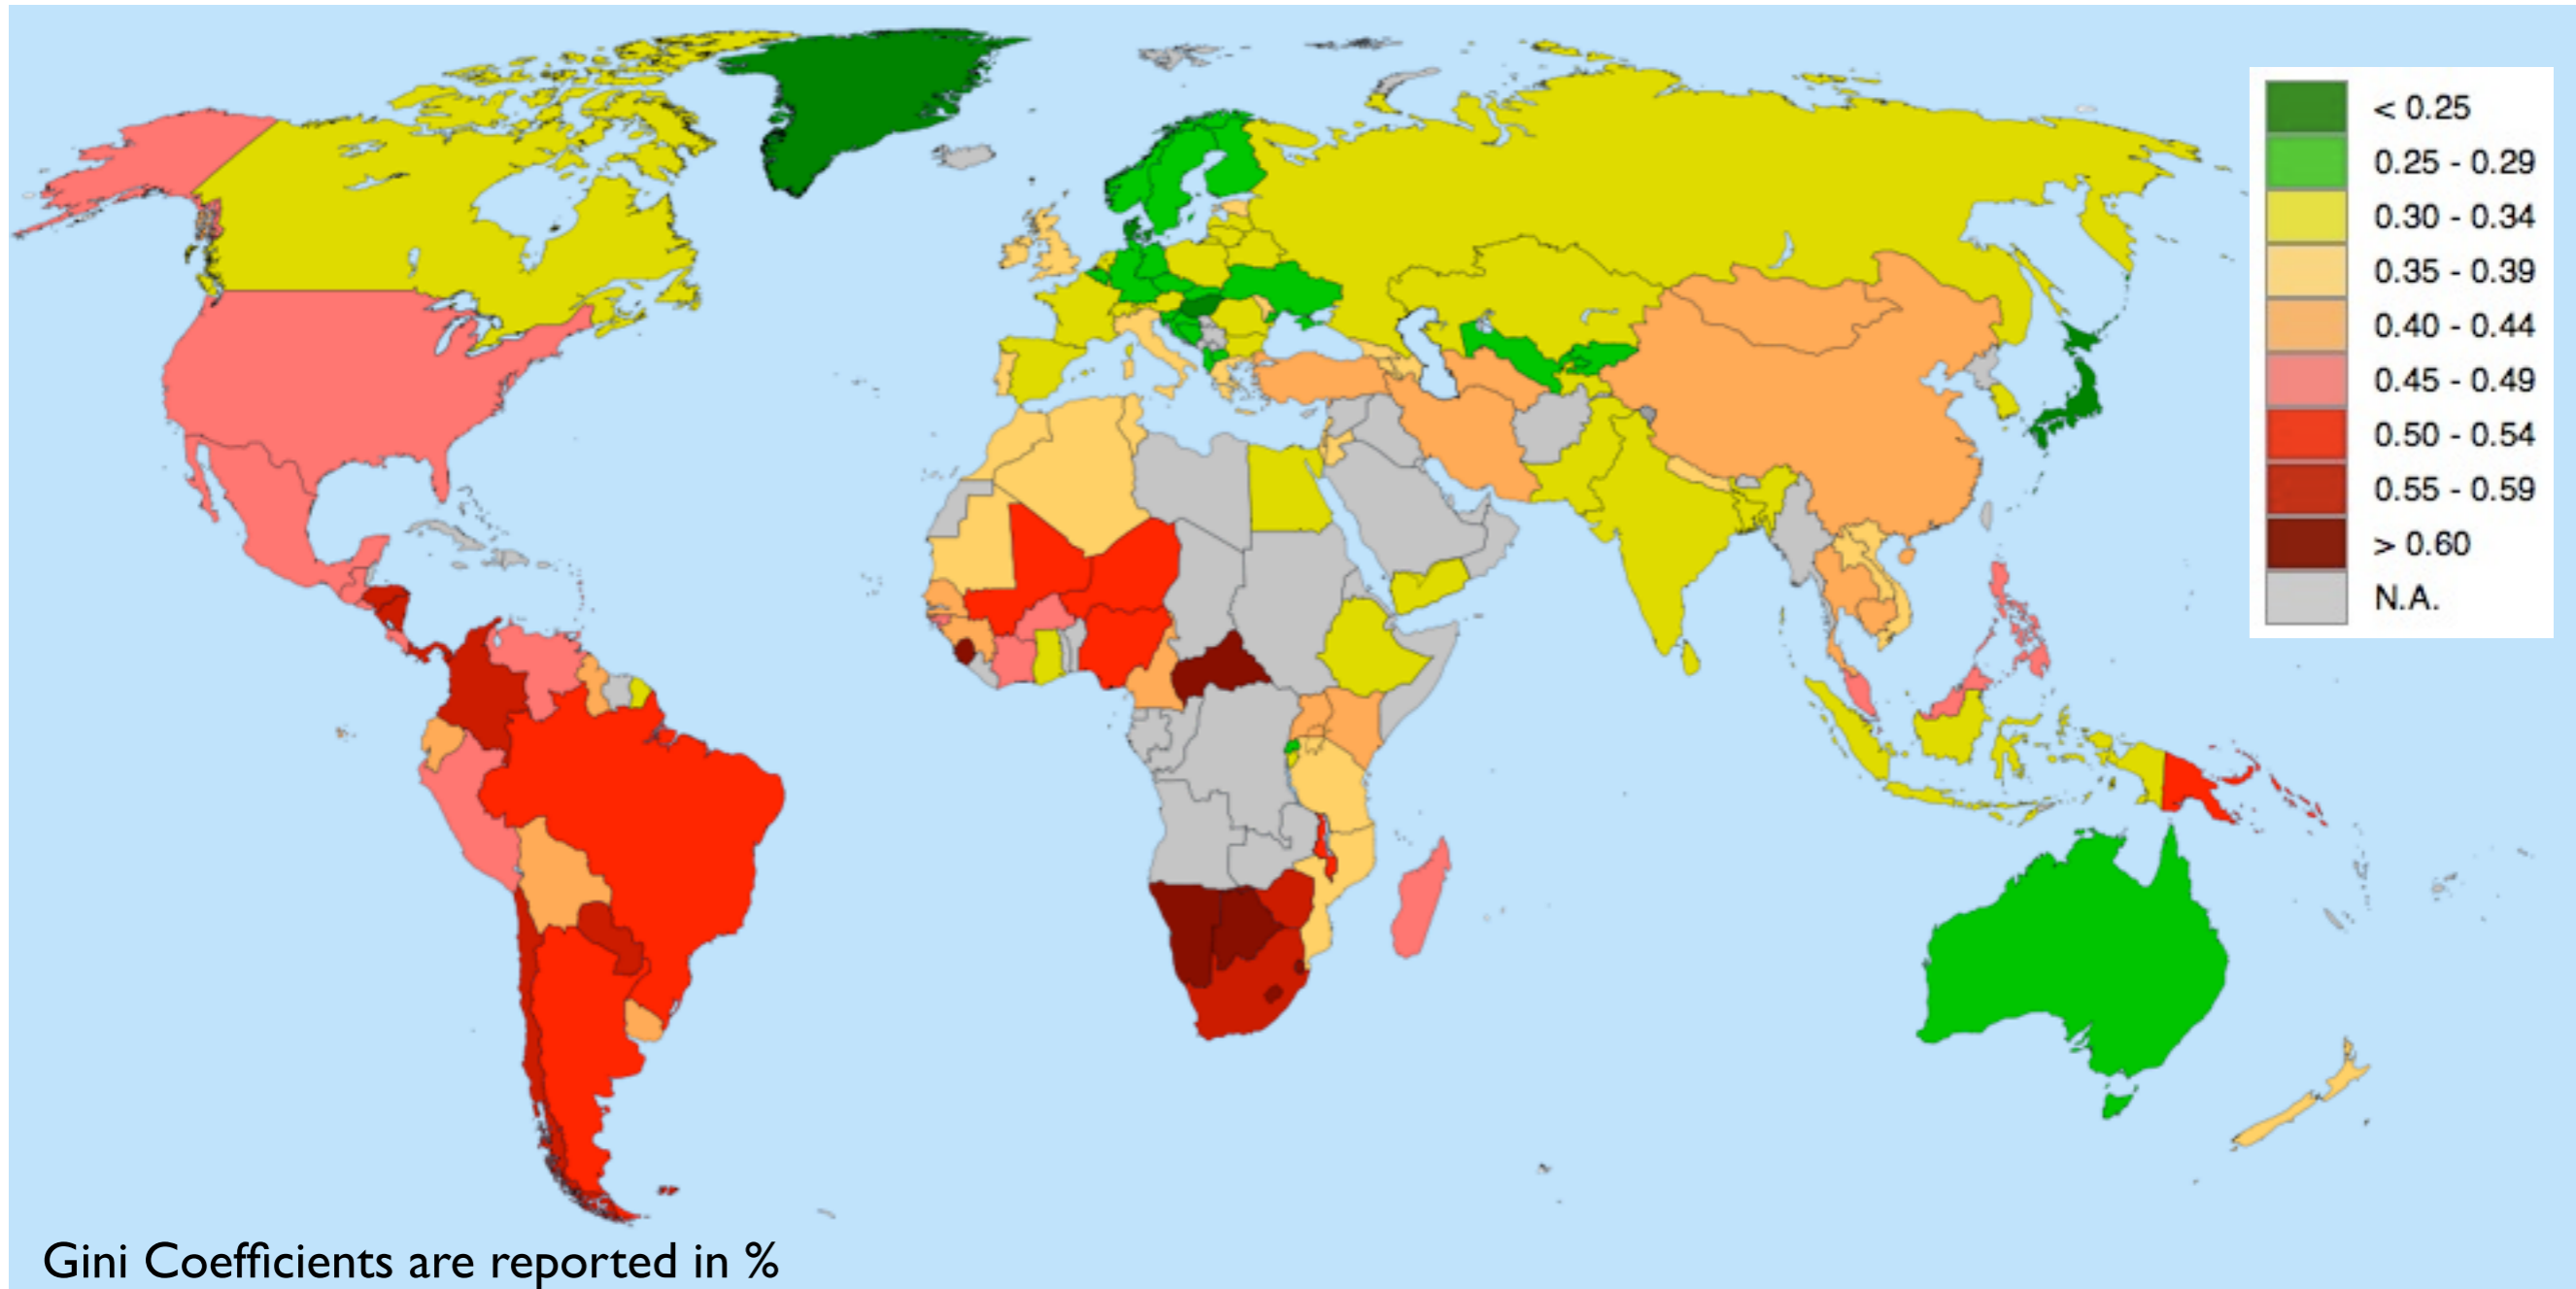 < 0.25
0.25 - 0.29
0.30 - 0.34
0.35 - 0.39
0.40 - 0.44
0.45 - 0.49
0.50 - 0.54
0.55 - 0.59
> 0.60
N.A.
Gini Coefficients are reported in %